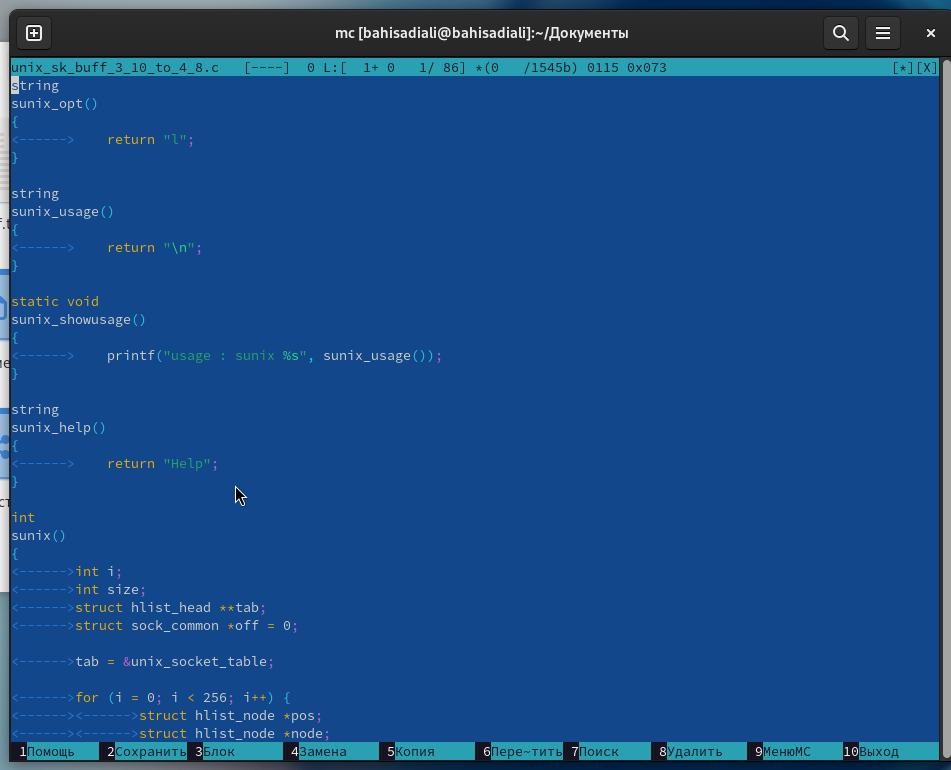 mc [bahisadiali@bahisadiali]:~/Документы
unix_sk_buff_3_10_to_4_8.c   [----]  0 L:[  1+ 0   1/ 86] *(0   /1545b) 0115 0x073                            [*][X]
string
sunix_opt()
{
<------>    return "l";
}

string
sunix_usage()
{
<------>    return "\n";
}

static void
sunix_showusage()
{
<------>    printf("usage : sunix %s", sunix_usage());
}

string
sunix_help()
{
<------>    return "Help";
}

int
sunix()
{
<------>int i;
<------>int size;
<------>struct hlist_head **tab;
<------>struct sock_common *off = 0;

<------>tab = &unix_socket_table;

<------>for (i = 0; i < 256; i++) {
<------><------>struct hlist_node *pos;
<------><------>struct hlist_node *node;
1Помощь 2Сохранить 3Блок 4Замена 5Копия 6Пере~тить 7Поиск 8Удалить 9МенюMC 10Выход